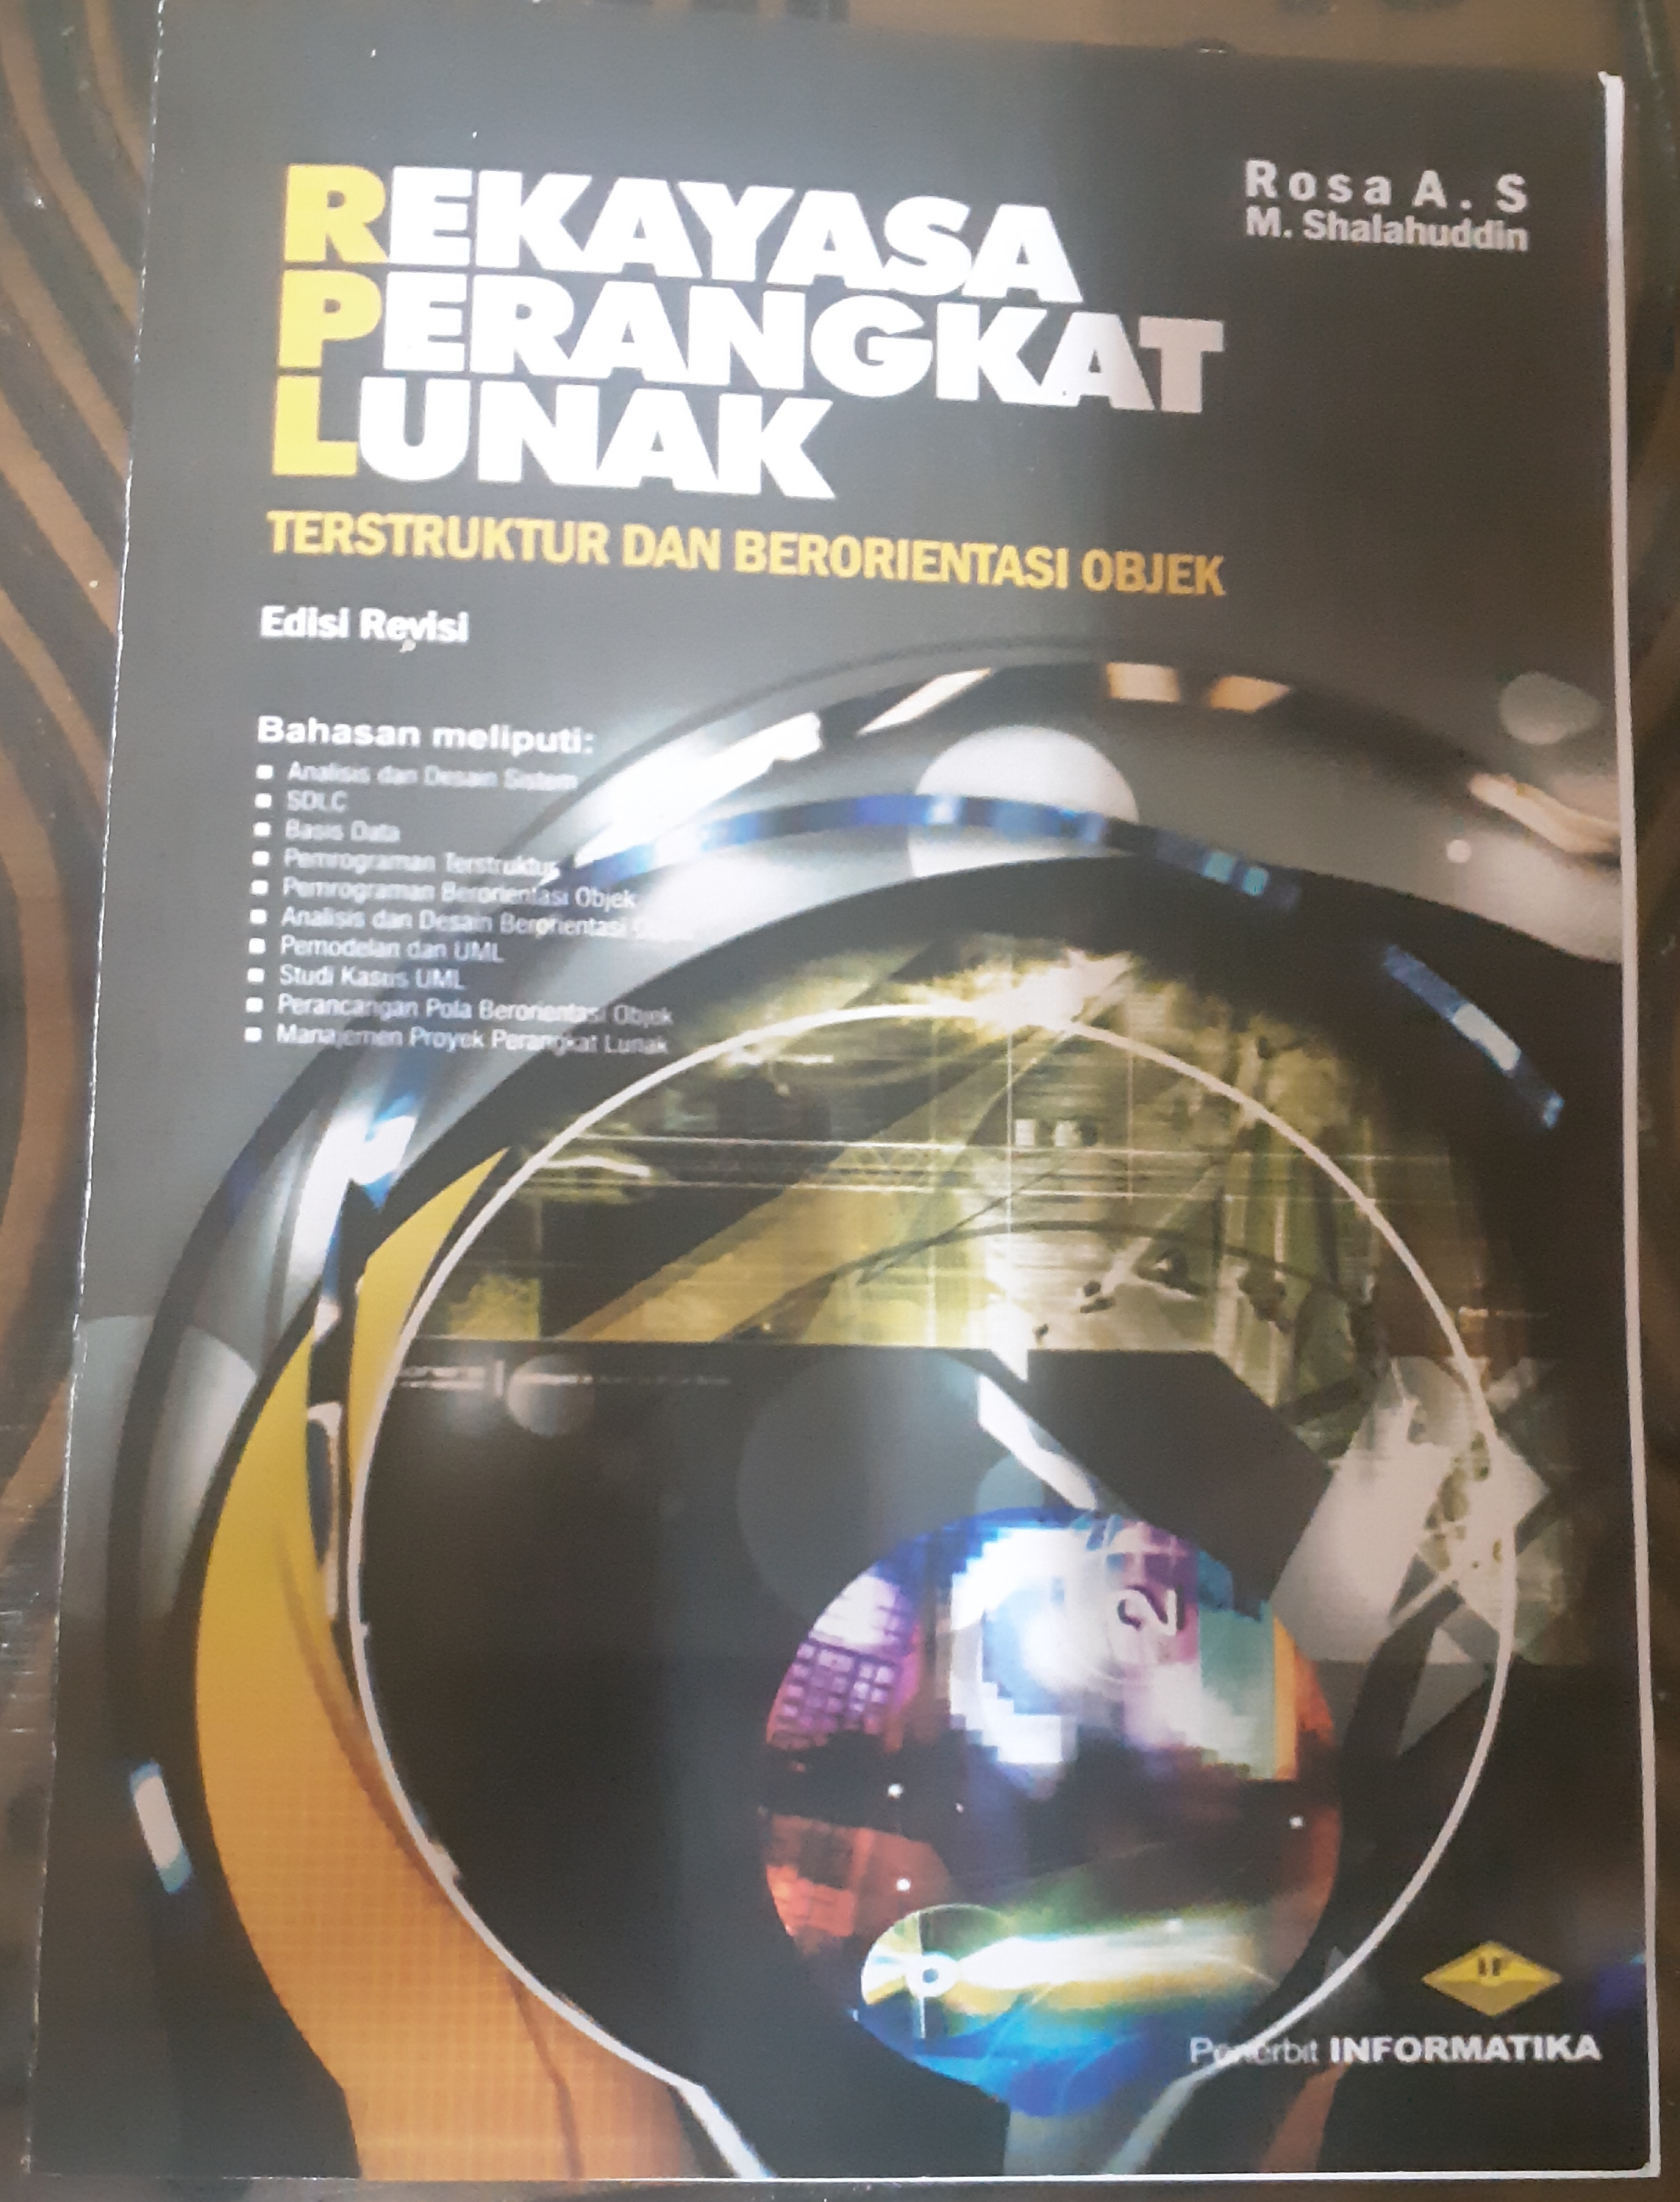 REKAYASA
PERANGKAT
LUNAK
Rosa A. S
M. Shalahuddin
TERSTRUKTUR DAN BERORIENTASI OBJEK
Edisi Revisi
Bahasan meliputi:
Analisis dan Desain Sistem
SDLC
Basis Data
Pemrograman Terstruktur
Pemrograman Berorientasi Objek
Analisis dan Desain Berorientasi
Pemodelan dan UML
Studi Kasus UML
Perancangan Pola Berorientasi Objek
Manajemen Proyek Perangkat Lunak
2
IF
Penerbit INFORMATIKA